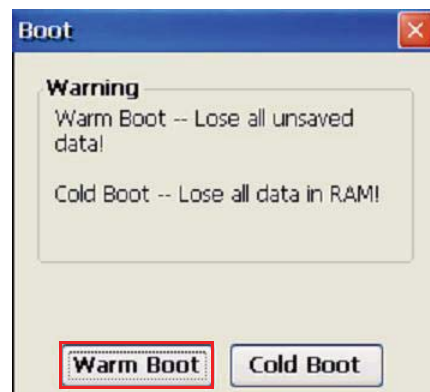 Boot
Warning
Warm Boot -- Lose all unsaved
data!
Cold Boot -- Lose all data in RAM!
Warm Boot
Cold Boot